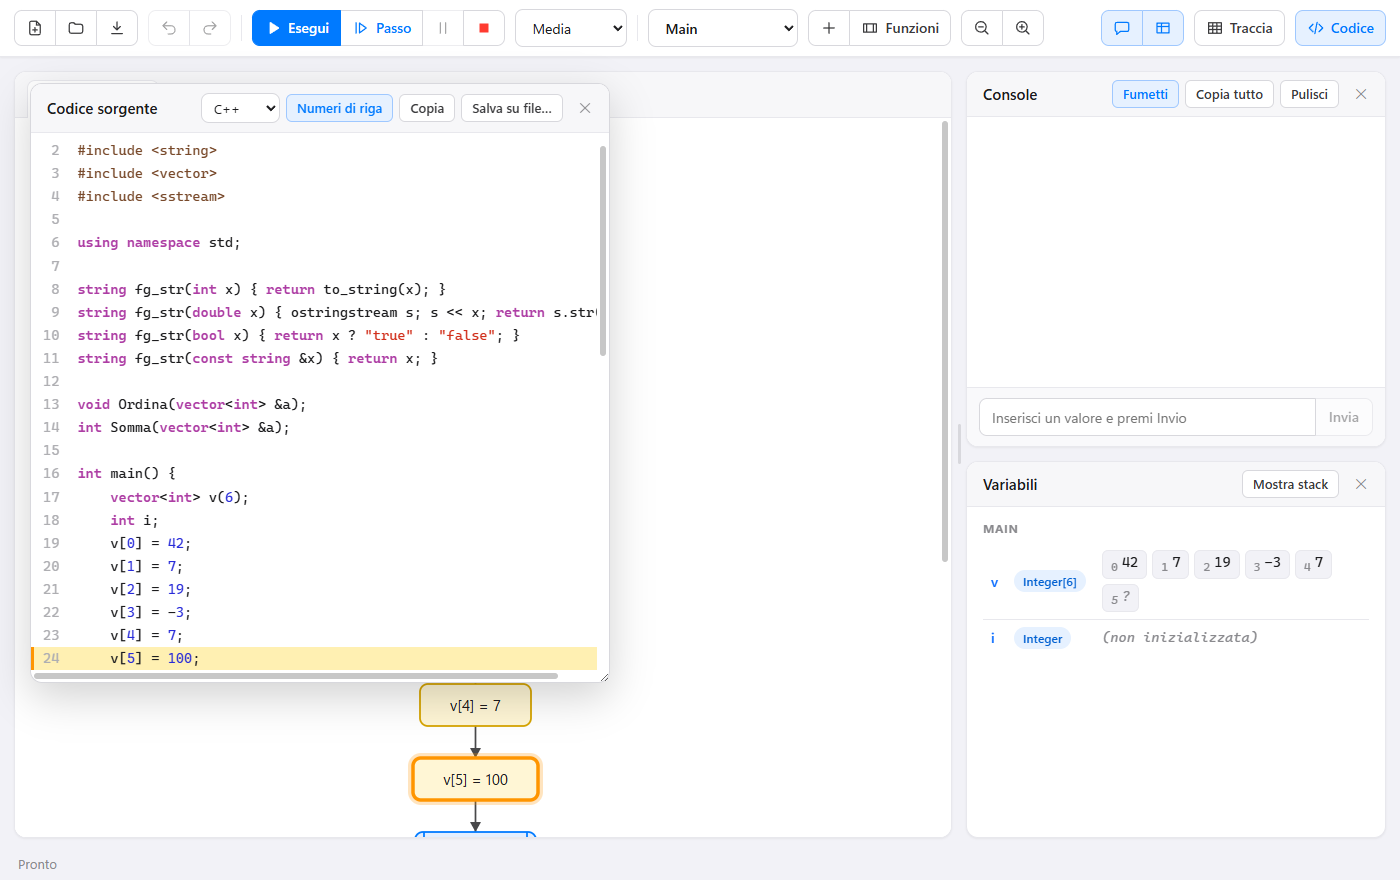 Esegui
Passo
Media
Main
Funzioni
Traccia
Codice
Codice sorgente
C++
Numeri di riga
Copia
Salva su file...
2 #include <string>
3 #include <vector>
4 #include <sstream>
5
6 using namespace std;
7
8 string fg_str(int x) { return to_string(x); }
9 string fg_str(double x) { ostringstream s; s << x; return s.str(
10 string fg_str(bool x) { return x ? "true" : "false"; }
11 string fg_str(const string &x) { return x; }
12
13 void Ordina(vector<int> &a);
14 int Somma(vector<int> &a);
15
16 int main() {
17 vector<int> v(6);
18 int i;
19 v[0] = 42;
20 v[1] = 7;
21 v[2] = 19;
22 v[3] = -3;
23 v[4] = 7;
24 v[5] = 100;
v[4] = 7
v[5] = 100
Console
Fumetti
Copia tutto
Pulisci
Inserisci un valore e premi Invio
Invia
Variabili
Mostra stack
MAIN
v Integer[6] 0 42 1 7 2 19 3 -3 4 7
5 ?
i Integer (non inizializzata)
Pronto